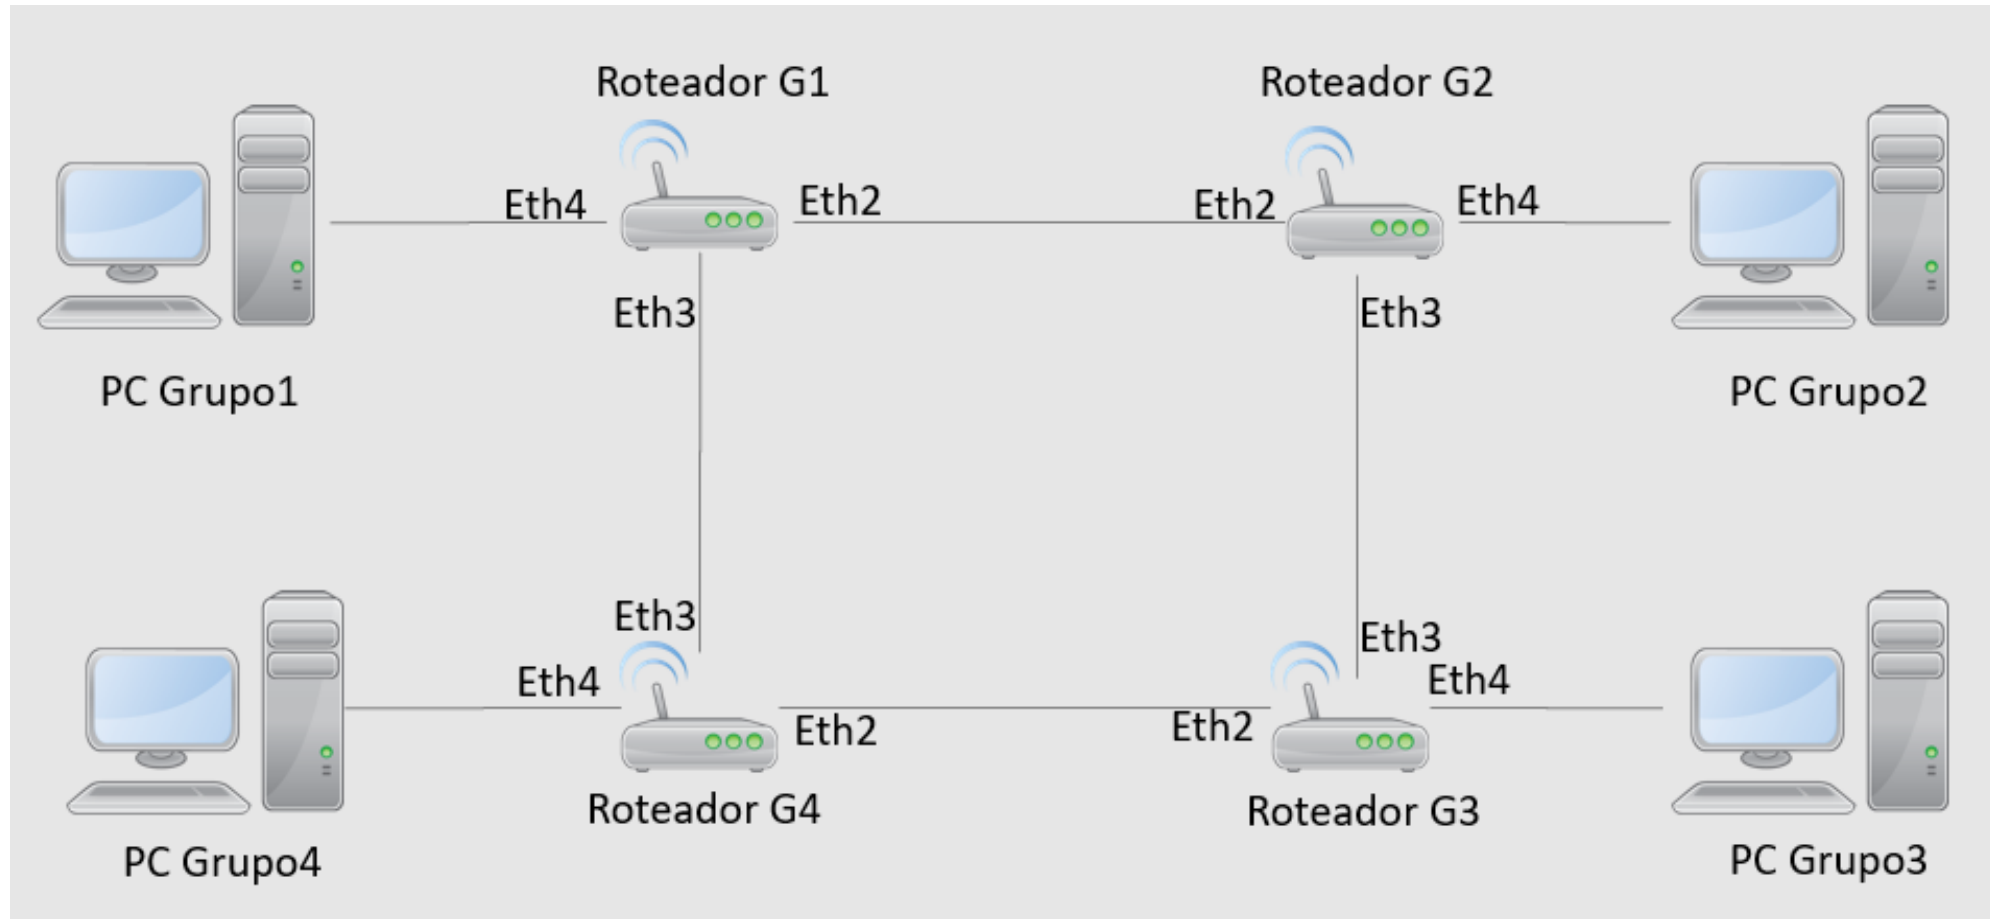 Roteador G1
Roteador G2
Eth4
Eth2
Eth2
Eth4
Eth3
Eth3
PC Grupo1
PC Grupo2
Eth3
Eth3
Eth4
Eth4
Eth2
Eth2
Roteador G4
Roteador G3
PC Grupo4
PC Grupo3